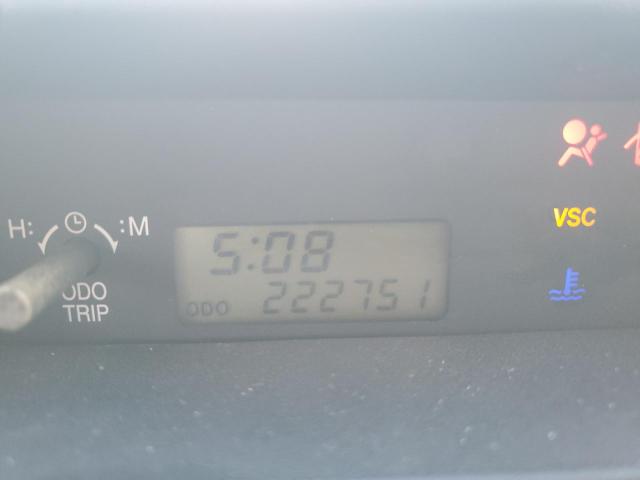 H: :M
VSC
5:08
ODO 222751
ODO
TRIP